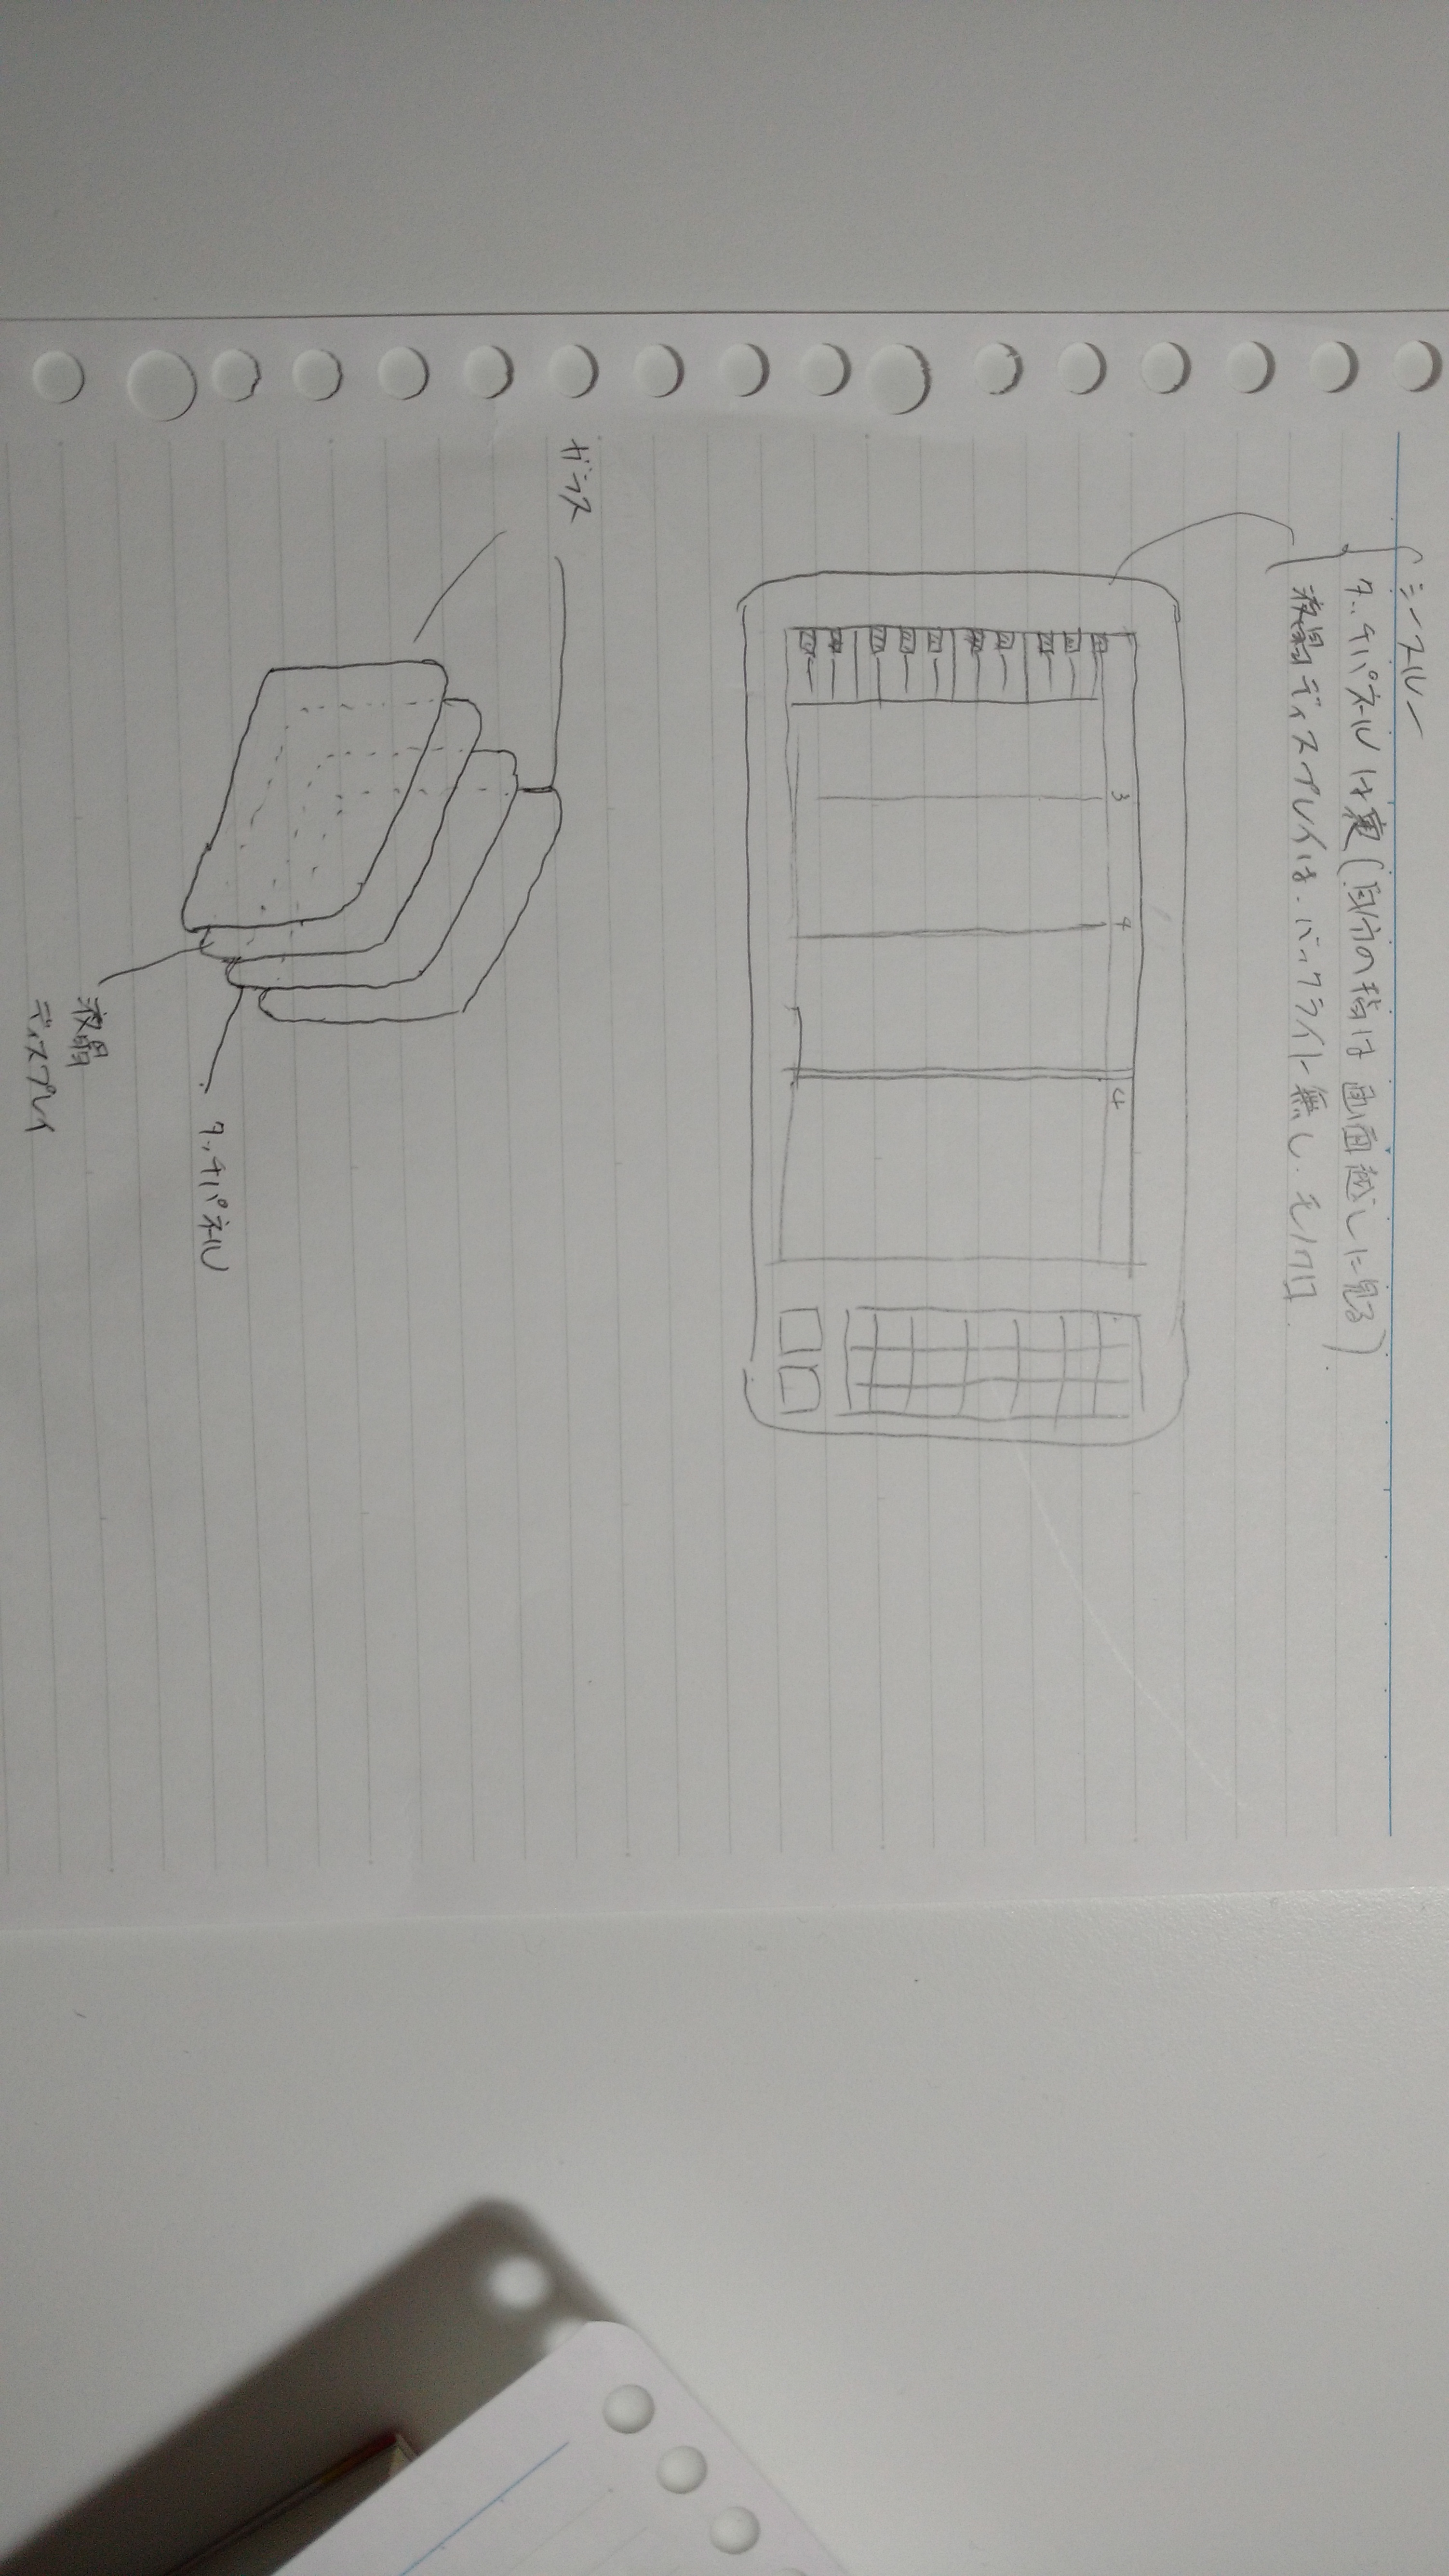 シースルー
タッチパネルは裏(自分の指は画面越しに見る)
液晶ディスプレイは、バックライト無し、モノクロ
3
4
4
ガラス
タッチパネル
液晶
ディスプレイ